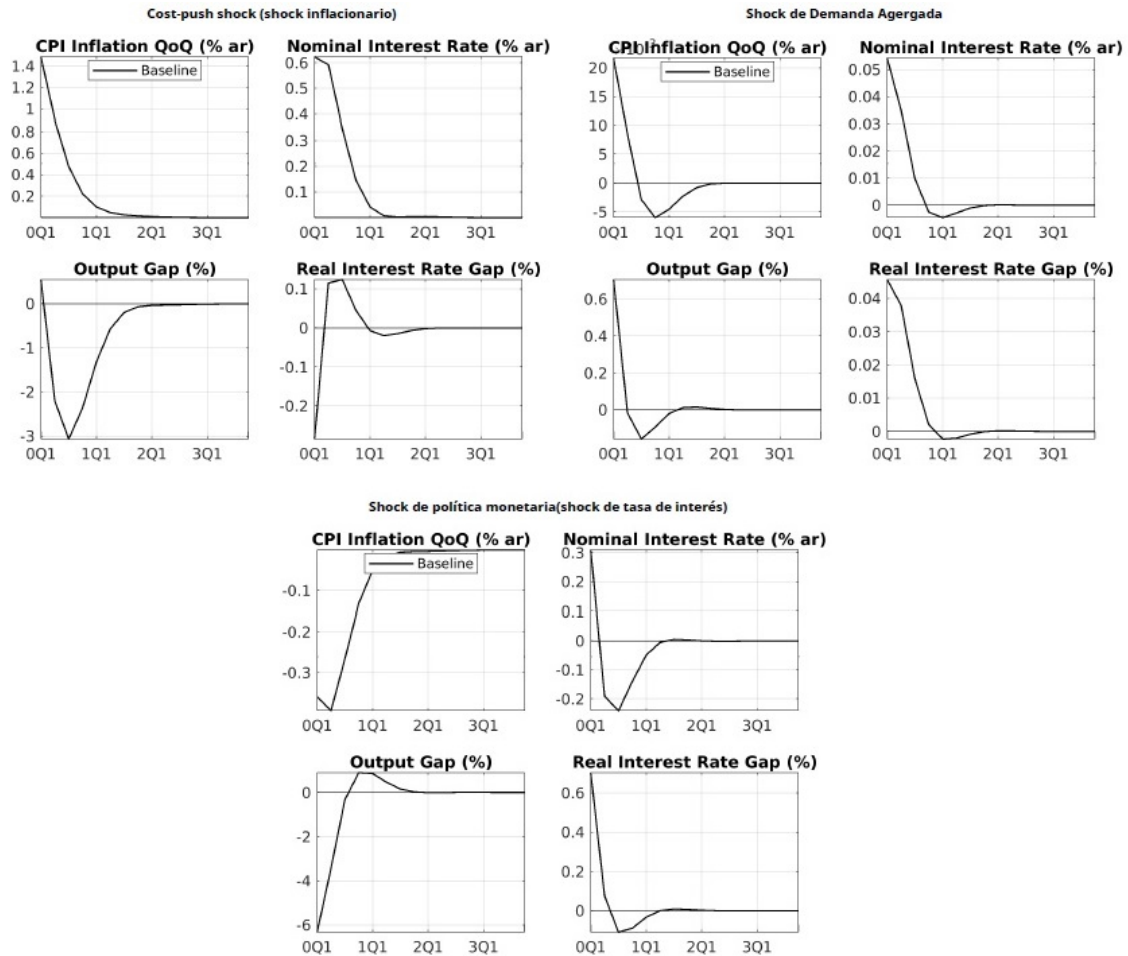 Cost-push shock (shock inflacionario)
CPI Inflation QoQ (% ar)
Baseline
1.4
1.2
1
0.8
0.6
0.4
0.2
0Q1 1Q1 2Q1 3Q1
Nominal Interest Rate (% ar)
0.6
0.5
0.4
0.3
0.2
0.1
0Q1 1Q1 2Q1 3Q1
Output Gap (%)
0
-1
-2
-3
0Q1 1Q1 2Q1 3Q1
Real Interest Rate Gap (%)
0.1
0
-0.1
-0.2
0Q1 1Q1 2Q1 3Q1
Shock de Demanda Agergada
CPI Inflation QoQ (% ar)
Baseline
20
15
10
5
0
-5
0Q1 1Q1 2Q1 3Q1
Nominal Interest Rate (% ar)
0.05
0.04
0.03
0.02
0.01
0
0Q1 1Q1 2Q1 3Q1
Output Gap (%)
0.6
0.4
0.2
0
0Q1 1Q1 2Q1 3Q1
Real Interest Rate Gap (%)
0.04
0.03
0.02
0.01
0
0Q1 1Q1 2Q1 3Q1
Shock de política monetaria(shock de tasa de interés)
CPI Inflation QoQ (% ar)
Baseline
-0.1
-0.2
-0.3
0Q1 1Q1 2Q1 3Q1
Nominal Interest Rate (% ar)
0.3
0.2
0.1
0
-0.1
-0.2
0Q1 1Q1 2Q1 3Q1
Output Gap (%)
0
-2
-4
-6
0Q1 1Q1 2Q1 3Q1
Real Interest Rate Gap (%)
0.6
0.4
0.2
0
0Q1 1Q1 2Q1 3Q1